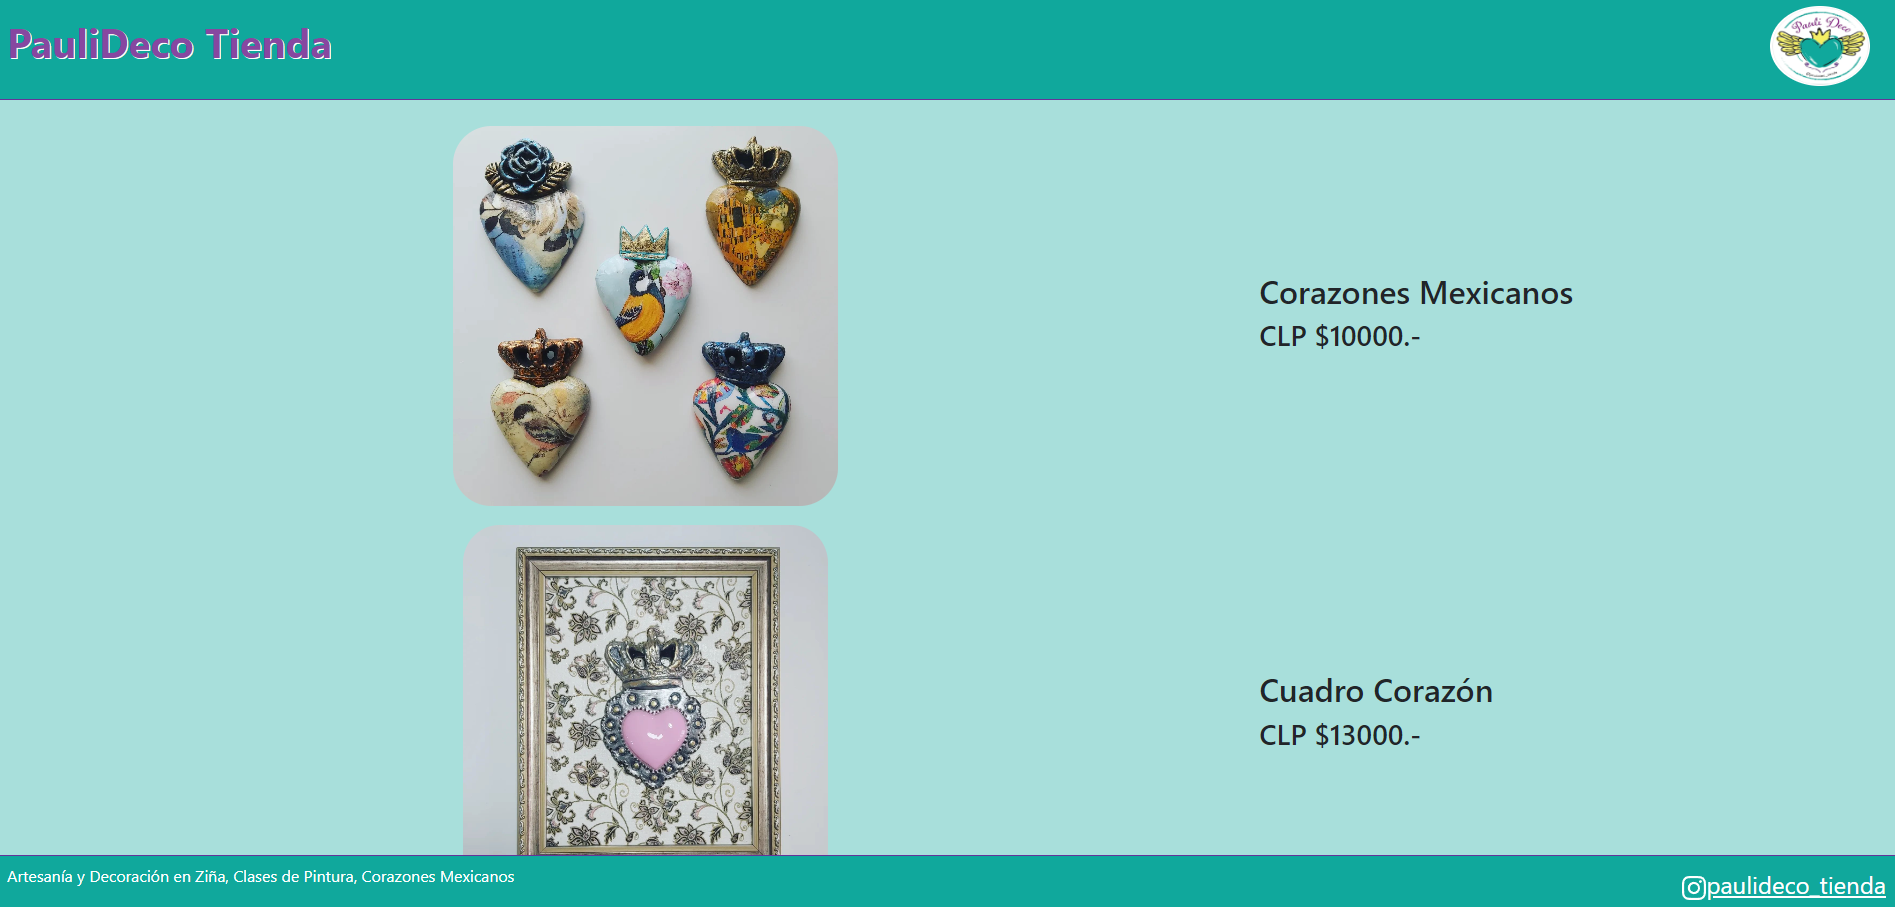 PauliDeco Tienda
Pauli Deco
Corazones Mexicanos
CLP $10000.-
Cuadro Corazón
CLP $13000.-
Artesanía y Decoración en Ziña, Clases de Pintura, Corazones Mexicanos
paulideco_tienda